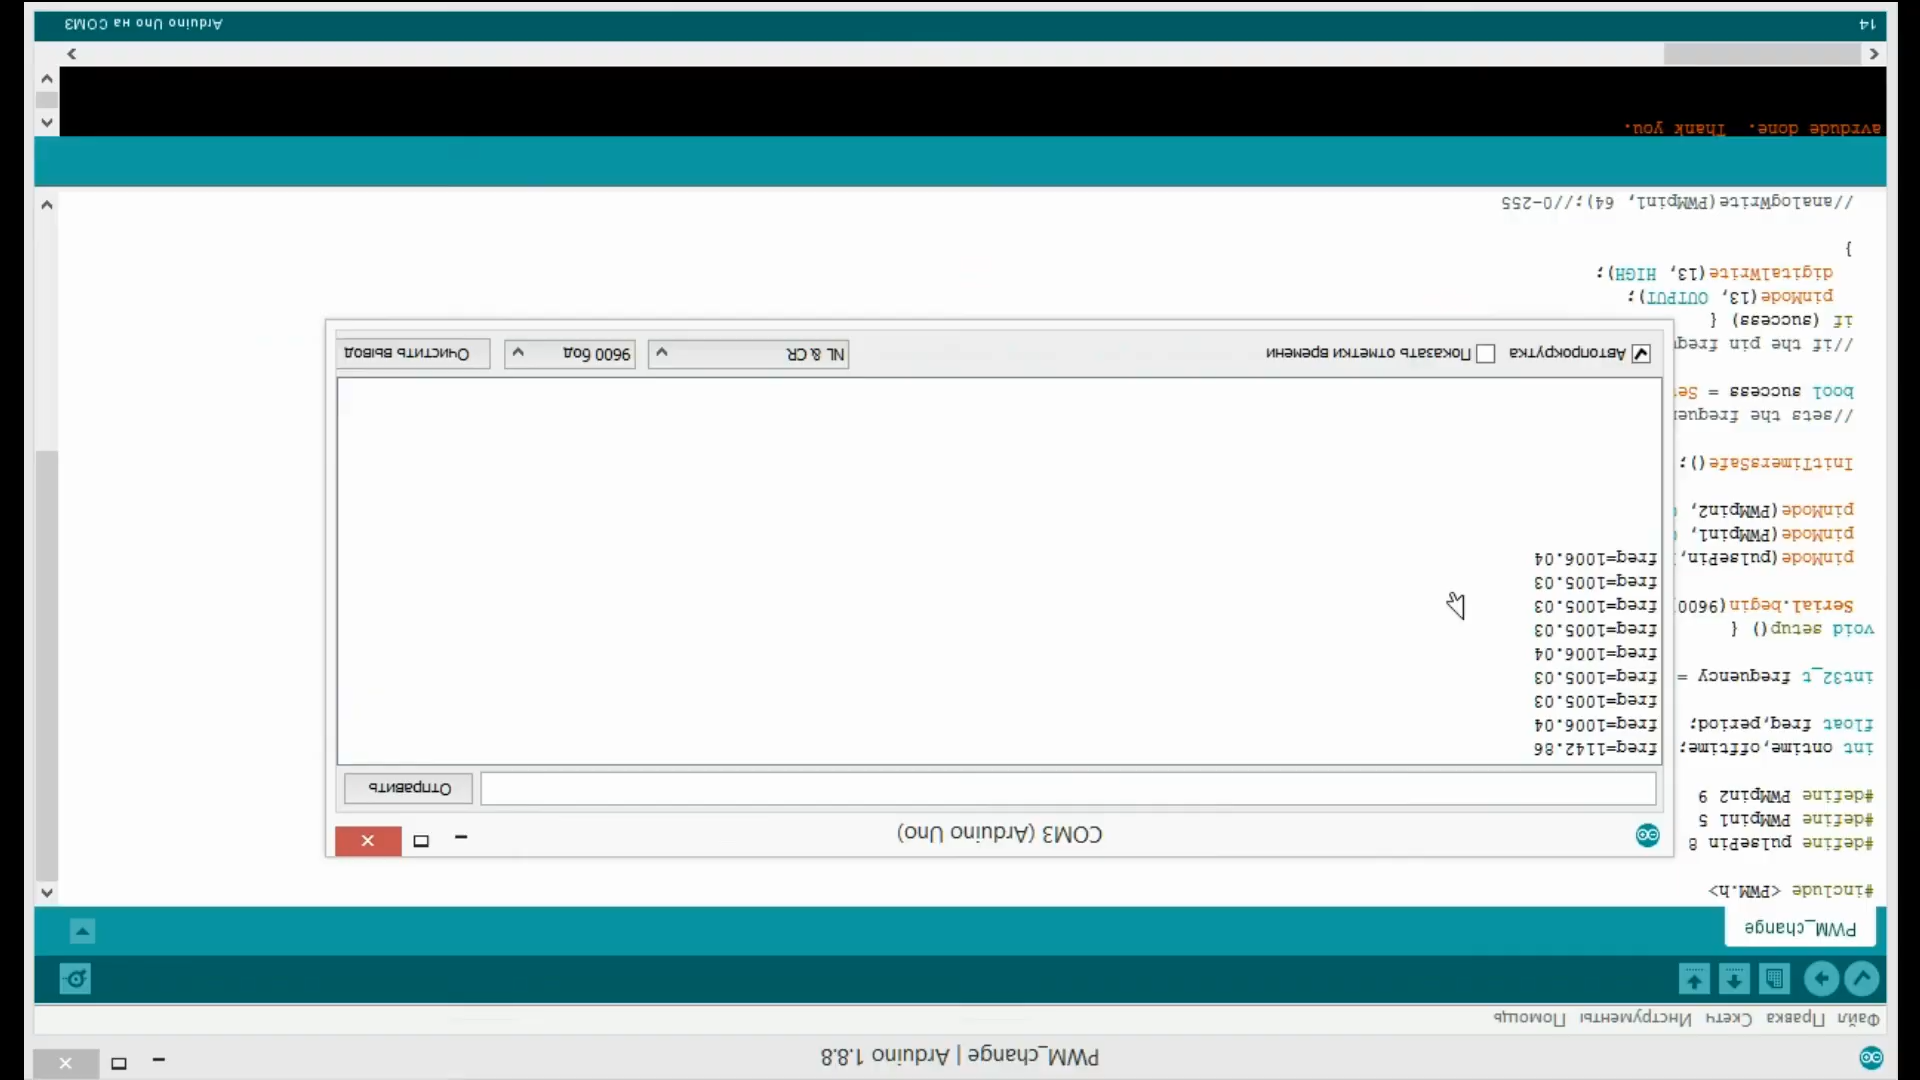 PWM_change | Arduino 1.8.8
Файл Правка Скетч Инструменты Помощь
PWM_change
#include <PWM.h>
#define pulsePin 8
#define PWMpin1 5
#define PWMpin2 9
int ontime,offtime;
float freq,period;
int32_t frequency =
void setup() {
Serial.begin(9600
pinMode(pulsePin,
pinMode(PWMpin1,
pinMode(PWMpin2,
InitTimersSafe();
//sets the frequen
bool success = Se
//if the pin freq
if (success) {
pinMode(13, OUTPUT);
digitalWrite(13, HIGH);
}
//analogWrite(PWMpin1, 64);//0-255
COM3 (Arduino Uno)
Отправить
freq=1142.86
freq=1006.04
freq=1005.03
freq=1005.03
freq=1006.04
freq=1005.03
freq=1005.03
freq=1005.03
freq=1006.04
Автопрокрутка Показать отметки времени NL & CR 9600 бод Очистить вывод
avrdude done. Thank you.
14 Arduino Uno на COM3